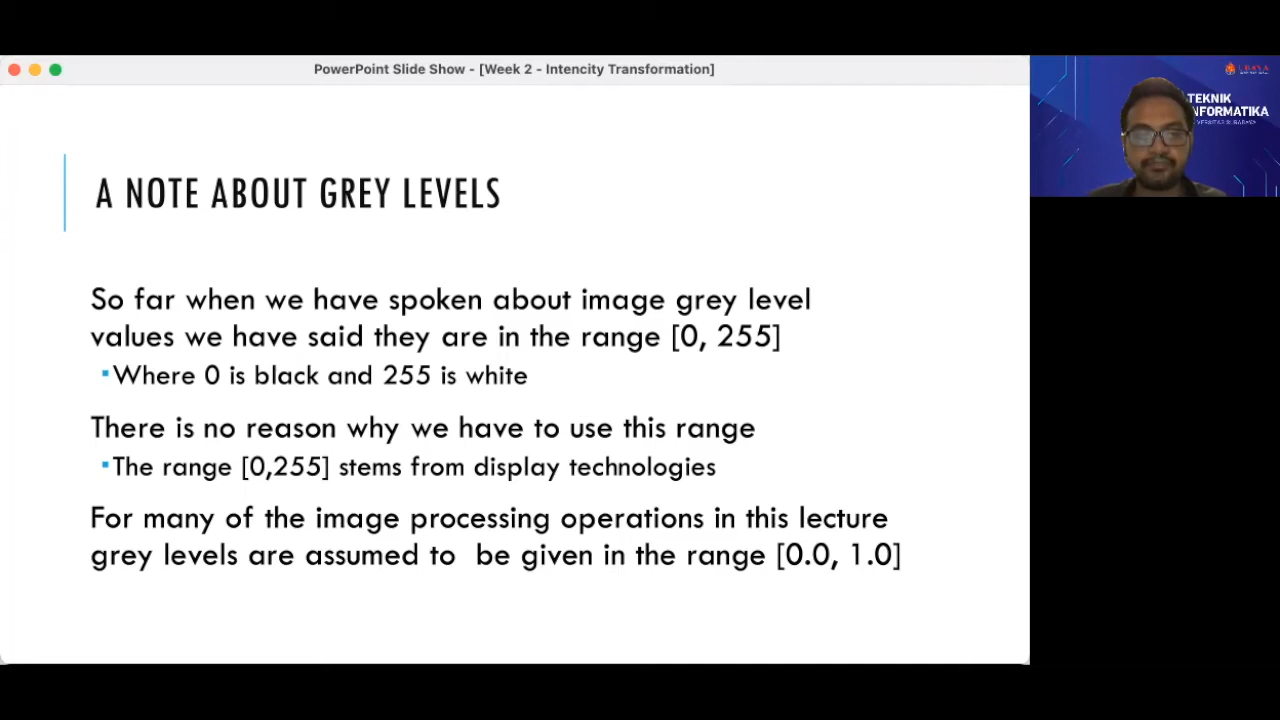 PowerPoint Slide Show - [Week 2 - Intencity Transformation]
A NOTE ABOUT GREY LEVELS
So far when we have spoken about image grey level
values we have said they are in the range [0, 255]
▪Where 0 is black and 255 is white
There is no reason why we have to use this range
▪The range [0,255] stems from display technologies
For many of the image processing operations in this lecture
grey levels are assumed to be given in the range [0.0, 1.0]
TEKNIK
INFORMATIKA